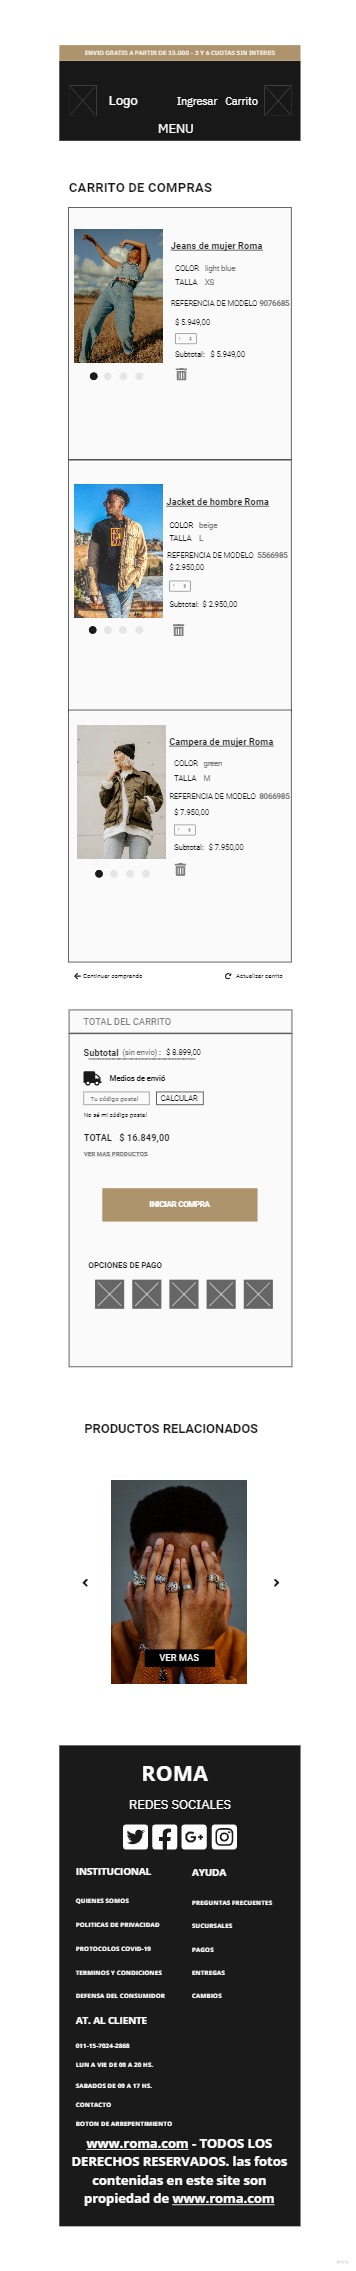 ENVIO GRATIS A PARTIR DE 15.000 - 3 Y 6 CUOTAS SIN INTERES
Logo
Ingresar Carrito
MENU
CARRITO DE COMPRAS
Jeans de mujer Roma
COLOR light blue
TALLA XS
REFERENCIA DE MODELO 9076685
$ 5.949,00
1
Subtotal: $ 5.949,00
Jacket de hombre Roma
COLOR beige
TALLA L
REFERENCIA DE MODELO 5566985
$ 2.950,00
1
Subtotal: $ 2.950,00
Campera de mujer Roma
COLOR green
TALLA M
REFERENCIA DE MODELO 8066985
$ 7.950,00
1
Subtotal: $ 7.950,00
Continuar comprando
Actualizar carrito
TOTAL DEL CARRITO
Subtotal (sin envio) : $ 8.899,00
Medios de envió
Tu código postal CALCULAR
No sé mi código postal
TOTAL $ 16.849,00
VER MAS PRODUCTOS
INICIAR COMPRA
OPCIONES DE PAGO
PRODUCTOS RELACIONADOS
VER MAS
ROMA
REDES SOCIALES
INSTITUCIONAL
QUIENES SOMOS
POLITICAS DE PRIVACIDAD
PROTOCOLOS COVID-19
TERMINOS Y CONDICIONES
DEFENSA DEL CONSUMIDOR
AYUDA
PREGUNTAS FRECUENTES
SUCURSALES
PAGOS
ENTREGAS
CAMBIOS
AT. AL CLIENTE
011-15-7024-2868
LUN A VIE DE 09 A 20 HS.
SABADOS DE 09 A 17 HS.
CONTACTO
BOTON DE ARREPENTIMIENTO
www.roma.com - TODOS LOS
DERECHOS RESERVADOS. las fotos
contenidas en este site son
propiedad de www.roma.com